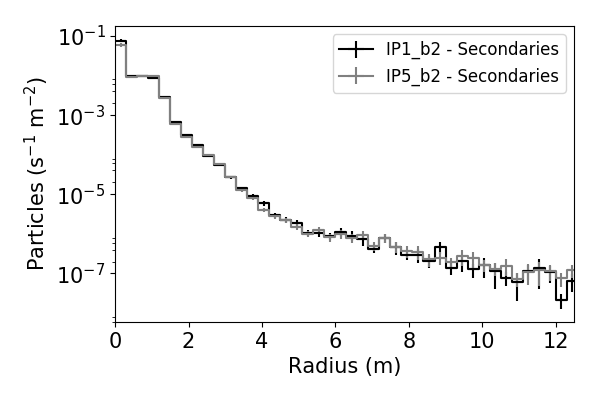 IP1_b2 - Secondaries
IP5_b2 - Secondaries
Particles (s⁻¹ m⁻²)
10⁻¹
10⁻³
10⁻⁵
10⁻⁷
0 2 4 6 8 10 12
Radius (m)